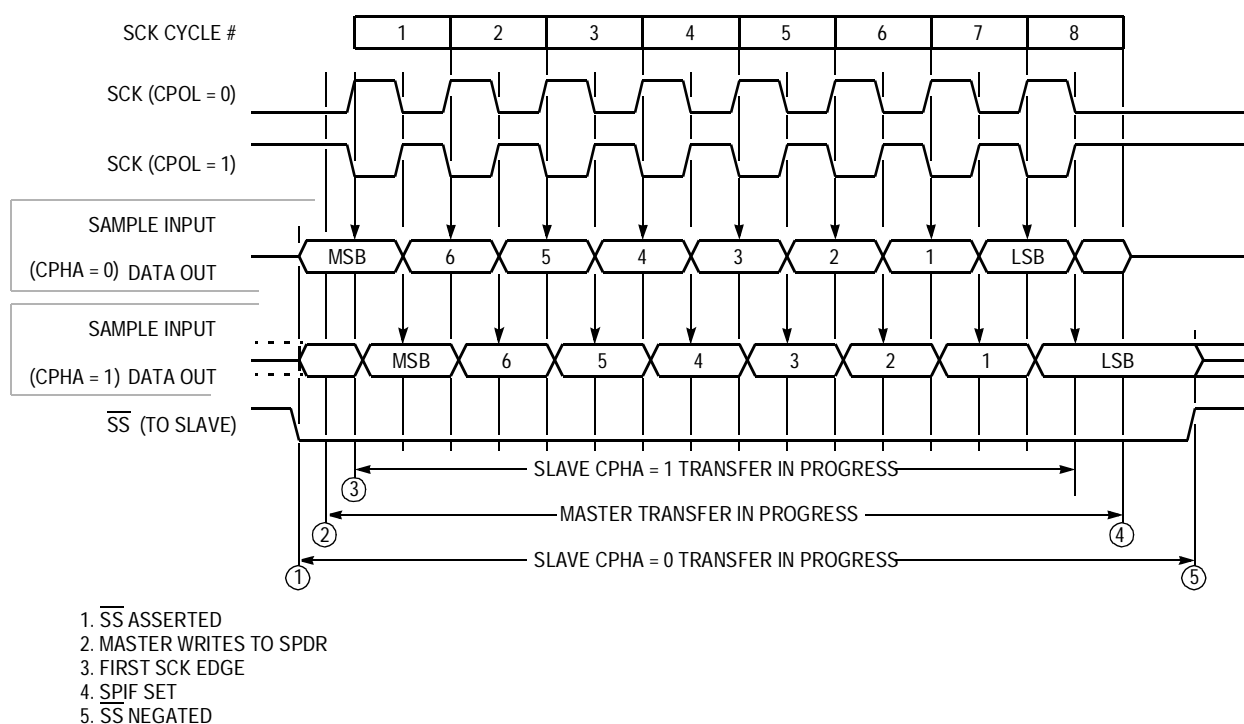 SCK CYCLE # 1 2 3 4 5 6 7 8
SCK (CPOL = 0)
SCK (CPOL = 1)
SAMPLE INPUT
(CPHA = 0) DATA OUT MSB 6 5 4 3 2 1 LSB
SAMPLE INPUT
(CPHA = 1) DATA OUT MSB 6 5 4 3 2 1 LSB
SS (TO SLAVE)
SLAVE CPHA = 1 TRANSFER IN PROGRESS
3
MASTER TRANSFER IN PROGRESS
2 4
SLAVE CPHA = 0 TRANSFER IN PROGRESS
1 5
1. SS ASSERTED
2. MASTER WRITES TO SPDR
3. FIRST SCK EDGE
4. SPIF SET
5. SS NEGATED